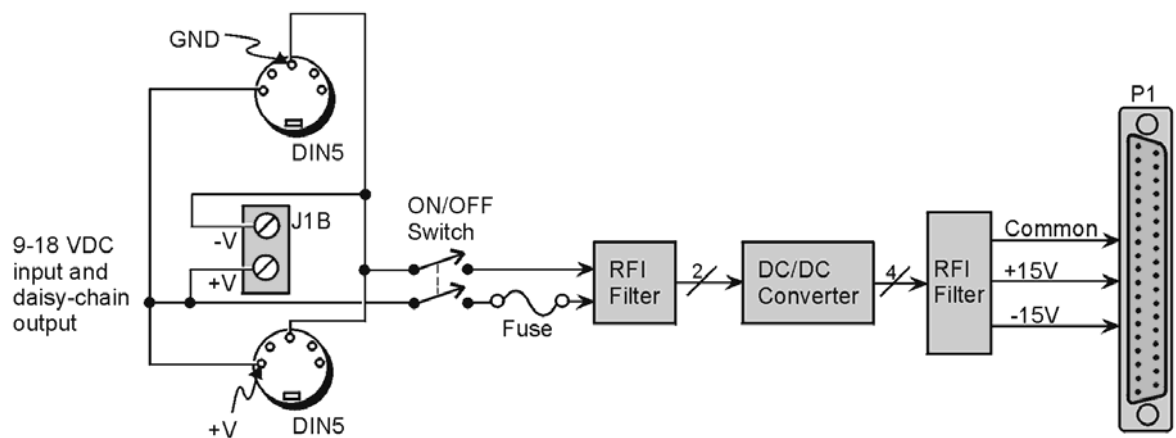 GND
DIN5
J1B
-V
+V
9-18 VDC
input and
daisy-chain
output
+V
DIN5
ON/OFF
Switch
Fuse
RFI
Filter
2
DC/DC
Converter
4
RFI
Filter
Common
+15V
-15V
P1